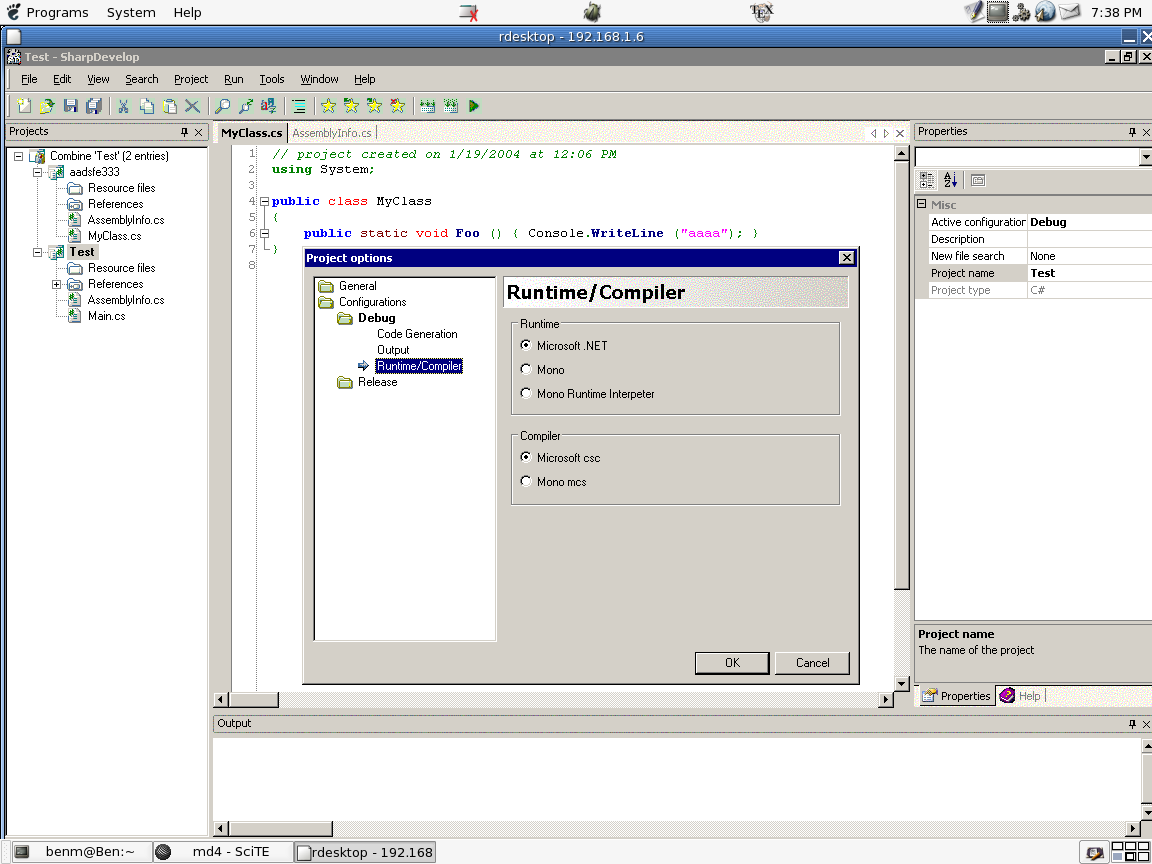 Programs System Help 7:38 PM
rdesktop - 192.168.1.6
Test - SharpDevelop
File Edit View Search Project Run Tools Window Help
Projects
Combine 'Test' (2 entries)
aadsfe333
Resource files
References
AssemblyInfo.cs
MyClass.cs
Test
Resource files
References
AssemblyInfo.cs
Main.cs
MyClass.cs AssemblyInfo.cs
1 // project created on 1/19/2004 at 12:06 PM
2 using System;
3
4 public class MyClass
5 {
6 public static void Foo () { Console.WriteLine ("aaaa"); }
7 }
8
Project options
General
Configurations
Debug
Code Generation
Output
Runtime/Compiler
Release
Runtime/Compiler
Runtime
Microsoft .NET
Mono
Mono Runtime Interpeter
Compiler
Microsoft csc
Mono mcs
OK Cancel
Properties
Misc
Active configuration Debug
Description
New file search None
Project name Test
Project type C#
Project name
The name of the project
Properties Help
Output
benm@Ben:~ md4 - SciTE rdesktop - 192.168